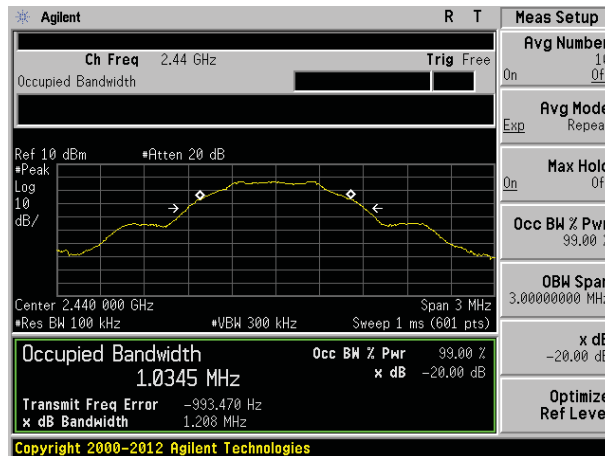 Agilent R T Meas Setup
Avg Number
On
Ch Freq 2.44 GHz Trig Free
Occupied Bandwidth
Avg Mode
Exp
Ref 10 dBm #Atten 20 dB
#Peak
Log
10
dB/
Max Hold
On
Occ BW % Pwr
99.00 %
OBW Span
3.00000000 MHz
Center 2.440 000 GHz Span 3 MHz
#Res BW 100 kHz #VBW 300 kHz Sweep 1 ms (601 pts)
x dB
-20.00 dB
Occupied Bandwidth Occ BW % Pwr 99.00 %
1.0345 MHz x dB -20.00 dB
Transmit Freq Error -993.470 Hz
x dB Bandwidth 1.208 MHz
Optimize
Ref Level
Copyright 2000-2012 Agilent Technologies